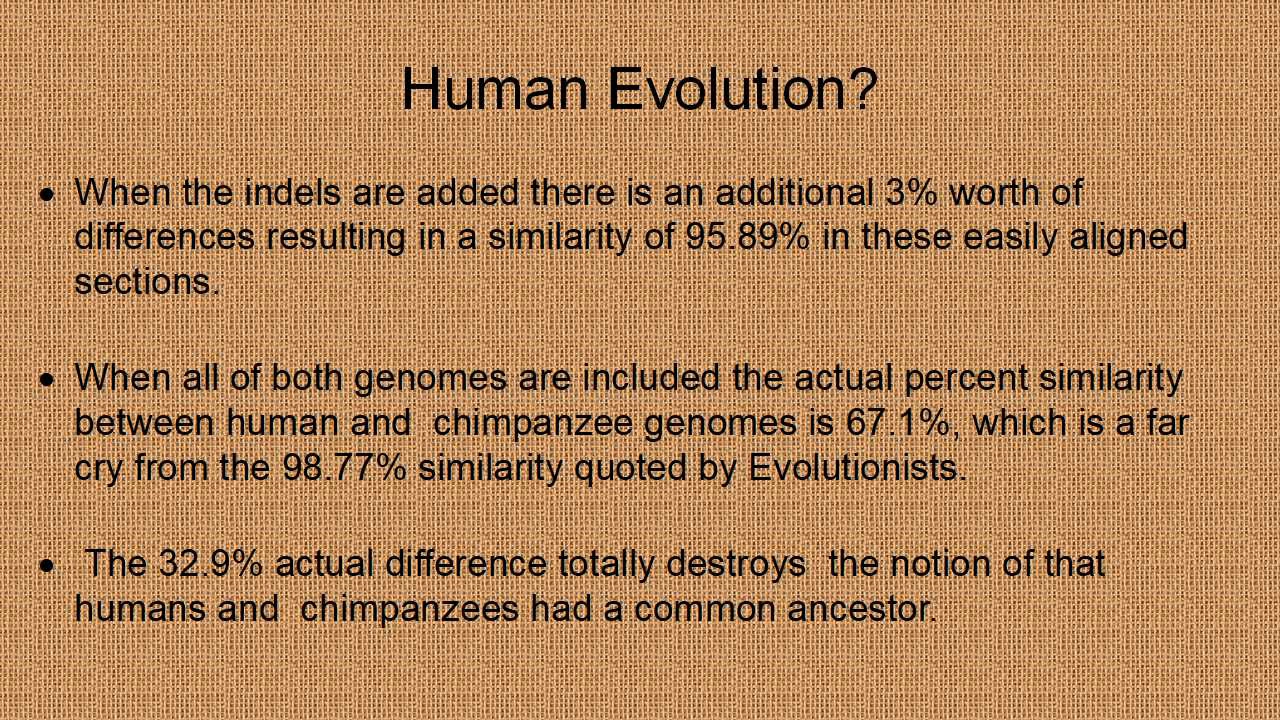 Human Evolution?
• When the indels are added there is an additional 3% worth of
differences resulting in a similarity of 95.89% in these easily aligned
sections.
• When all of both genomes are included the actual percent similarity
between human and  chimpanzee genomes is 67.1%, which is a far
cry from the 98.77% similarity quoted by Evolutionists.
•  The 32.9% actual difference totally destroys  the notion of that
humans and  chimpanzees had a common ancestor.